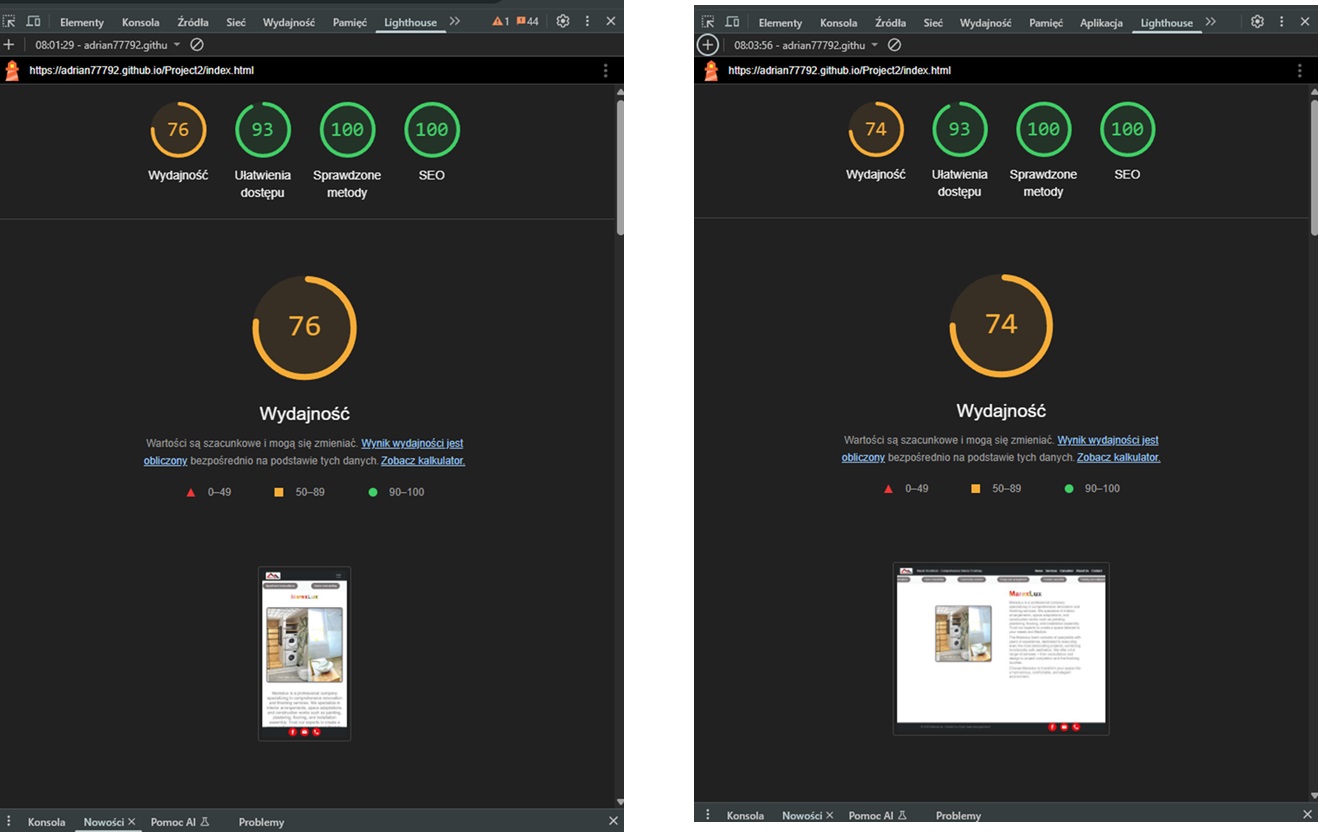 Elementy Konsola Źródła Sieć Wydajność Pamięć Lighthouse 1 44
08:01:29 - adrian77792.githu
https://adrian77792.github.io/Project2/index.html
76 93 100 100
Wydajność Ułatwienia dostępu Sprawdzone metody SEO
76
Wydajność
Wartości są szacunkowe i mogą się zmieniać. Wynik wydajności jest
obliczony bezpośrednio na podstawie tych danych. Zobacz kalkulator.
0–49 50–89 90–100
MarexLux
Konsola Nowości Pomoc AI Problemy
Elementy Konsola Źródła Sieć Wydajność Pamięć Aplikacja Lighthouse
08:03:56 - adrian77792.githu
https://adrian77792.github.io/Project2/index.html
74 93 100 100
Wydajność Ułatwienia dostępu Sprawdzone metody SEO
74
Wydajność
Wartości są szacunkowe i mogą się zmieniać. Wynik wydajności jest
obliczony bezpośrednio na podstawie tych danych. Zobacz kalkulator.
0–49 50–89 90–100
MarexLux
Konsola Nowości Pomoc AI Problemy